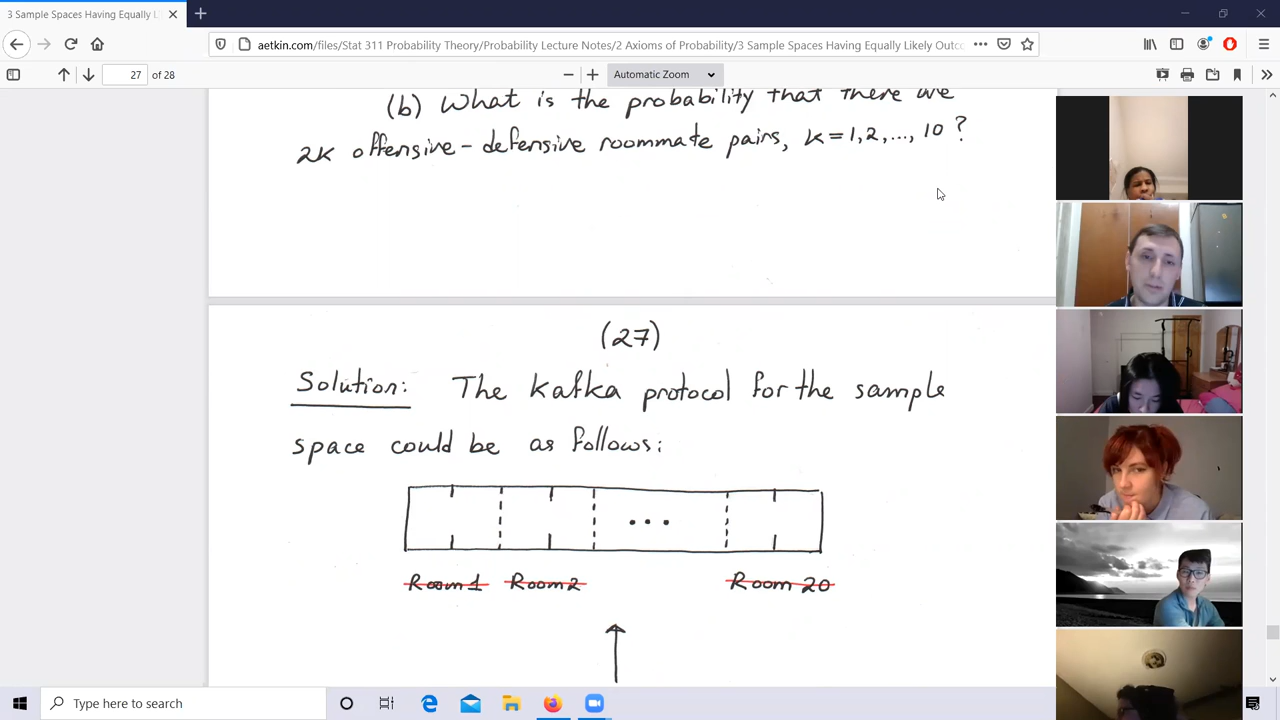 3 Sample Spaces Having Equally L
aetkin.com/files/Stat 311 Probability Theory/Probability Lecture Notes/2 Axioms of Probability/3 Sample Spaces Having Equally Likely Outc
27 of 28
Automatic Zoom
(b) What is the probability that there are
2k offensive - defensive roommate pairs, k = 1, 2, ..., 10 ?
(27)
Solution: The Kafka protocol for the sample
space could be as follows:
...
Room 1 Room 2 Room 20
Type here to search